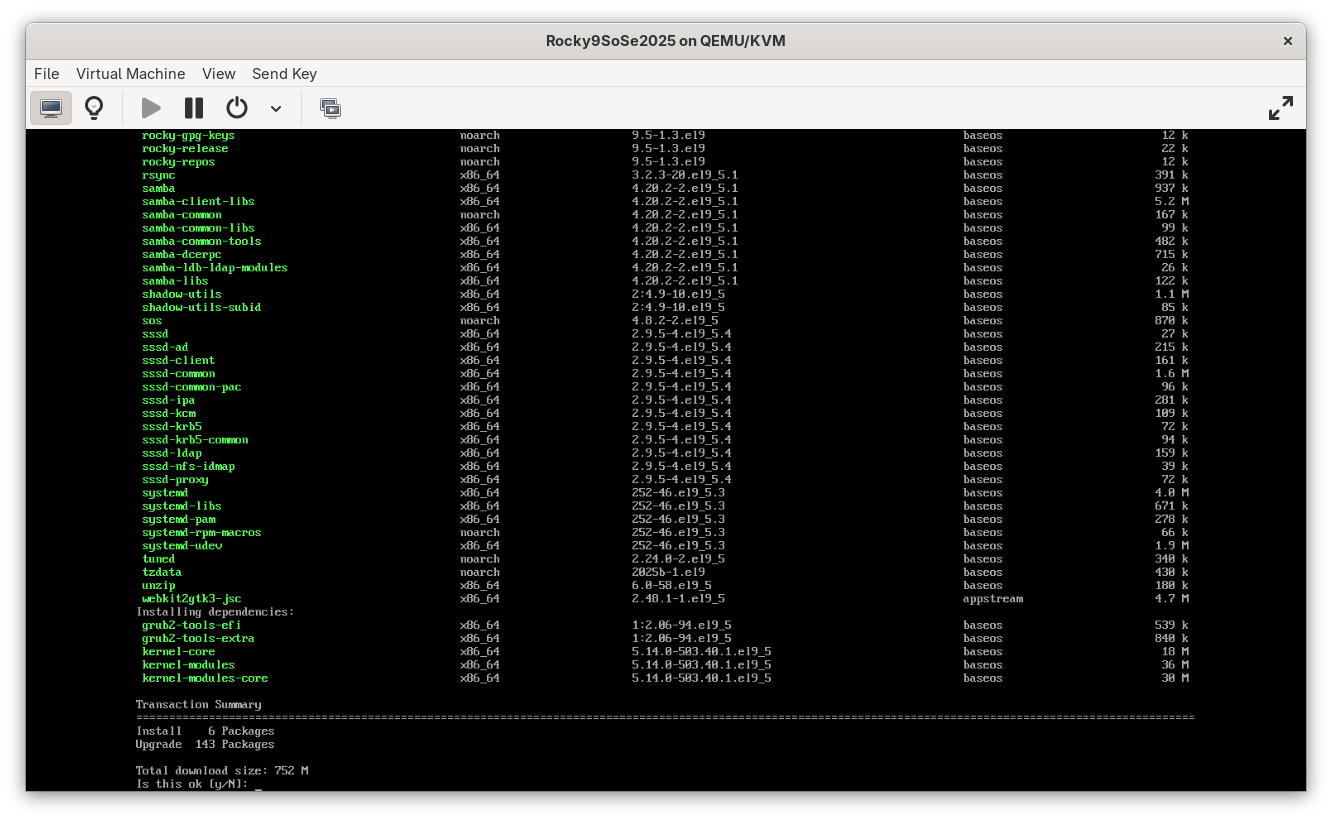 Rocky9SoSe2025 on QEMU/KVM
File Virtual Machine View Send Key
rocky-gpg-keys noarch 9.5-1.3.el9 baseos 12 k
rocky-release noarch 9.5-1.3.el9 baseos 22 k
rocky-repos noarch 9.5-1.3.el9 baseos 12 k
rsync x86_64 3.2.3-20.el9_5.1 baseos 391 k
samba x86_64 4.20.2-2.el9_5.1 baseos 937 k
samba-client-libs x86_64 4.20.2-2.el9_5.1 baseos 5.2 M
samba-common noarch 4.20.2-2.el9_5.1 baseos 167 k
samba-common-libs x86_64 4.20.2-2.el9_5.1 baseos 99 k
samba-common-tools x86_64 4.20.2-2.el9_5.1 baseos 482 k
samba-dcerpc x86_64 4.20.2-2.el9_5.1 baseos 715 k
samba-ldb-ldap-modules x86_64 4.20.2-2.el9_5.1 baseos 26 k
samba-libs x86_64 4.20.2-2.el9_5.1 baseos 122 k
shadow-utils x86_64 2:4.9-10.el9_5 baseos 1.1 M
shadow-utils-subid x86_64 2:4.9-10.el9_5 baseos 85 k
sos noarch 4.8.2-2.el9_5 baseos 870 k
sssd x86_64 2.9.5-4.el9_5.4 baseos 27 k
sssd-ad x86_64 2.9.5-4.el9_5.4 baseos 215 k
sssd-client x86_64 2.9.5-4.el9_5.4 baseos 161 k
sssd-common x86_64 2.9.5-4.el9_5.4 baseos 1.6 M
sssd-common-pac x86_64 2.9.5-4.el9_5.4 baseos 96 k
sssd-ipa x86_64 2.9.5-4.el9_5.4 baseos 281 k
sssd-kcm x86_64 2.9.5-4.el9_5.4 baseos 109 k
sssd-krb5 x86_64 2.9.5-4.el9_5.4 baseos 72 k
sssd-krb5-common x86_64 2.9.5-4.el9_5.4 baseos 94 k
sssd-ldap x86_64 2.9.5-4.el9_5.4 baseos 159 k
sssd-nfs-idmap x86_64 2.9.5-4.el9_5.4 baseos 39 k
sssd-proxy x86_64 2.9.5-4.el9_5.4 baseos 72 k
systemd x86_64 252-46.el9_5.3 baseos 4.0 M
systemd-libs x86_64 252-46.el9_5.3 baseos 671 k
systemd-pam x86_64 252-46.el9_5.3 baseos 278 k
systemd-rpm-macros noarch 252-46.el9_5.3 baseos 66 k
systemd-udev x86_64 252-46.el9_5.3 baseos 1.9 M
tuned noarch 2.24.0-2.el9_5 baseos 340 k
tzdata noarch 2025b-1.el9 baseos 430 k
unzip x86_64 6.0-58.el9_5 baseos 180 k
webkit2gtk3-jsc x86_64 2.48.1-1.el9_5 appstream 4.7 M
Installing dependencies:
grub2-tools-efi x86_64 1:2.06-94.el9_5 baseos 539 k
grub2-tools-extra x86_64 1:2.06-94.el9_5 baseos 840 k
kernel-core x86_64 5.14.0-503.40.1.el9_5 baseos 18 M
kernel-modules x86_64 5.14.0-503.40.1.el9_5 baseos 36 M
kernel-modules-core x86_64 5.14.0-503.40.1.el9_5 baseos 30 M
Transaction Summary
Install 6 Packages
Upgrade 143 Packages
Total download size: 752 M
Is this ok [y/N]: _